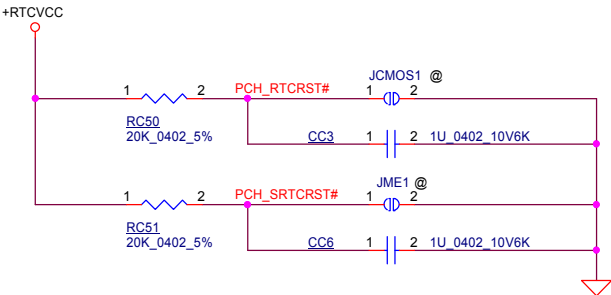 +RTCVCC
JCMOS1 @
1 2 PCH_RTCRST# 1 2
RC50
20K_0402_5%
CC3 1 2 1U_0402_10V6K
JME1 @
1 2 PCH_SRTCRST# 1 2
RC51
20K_0402_5%
CC6 1 2 1U_0402_10V6K